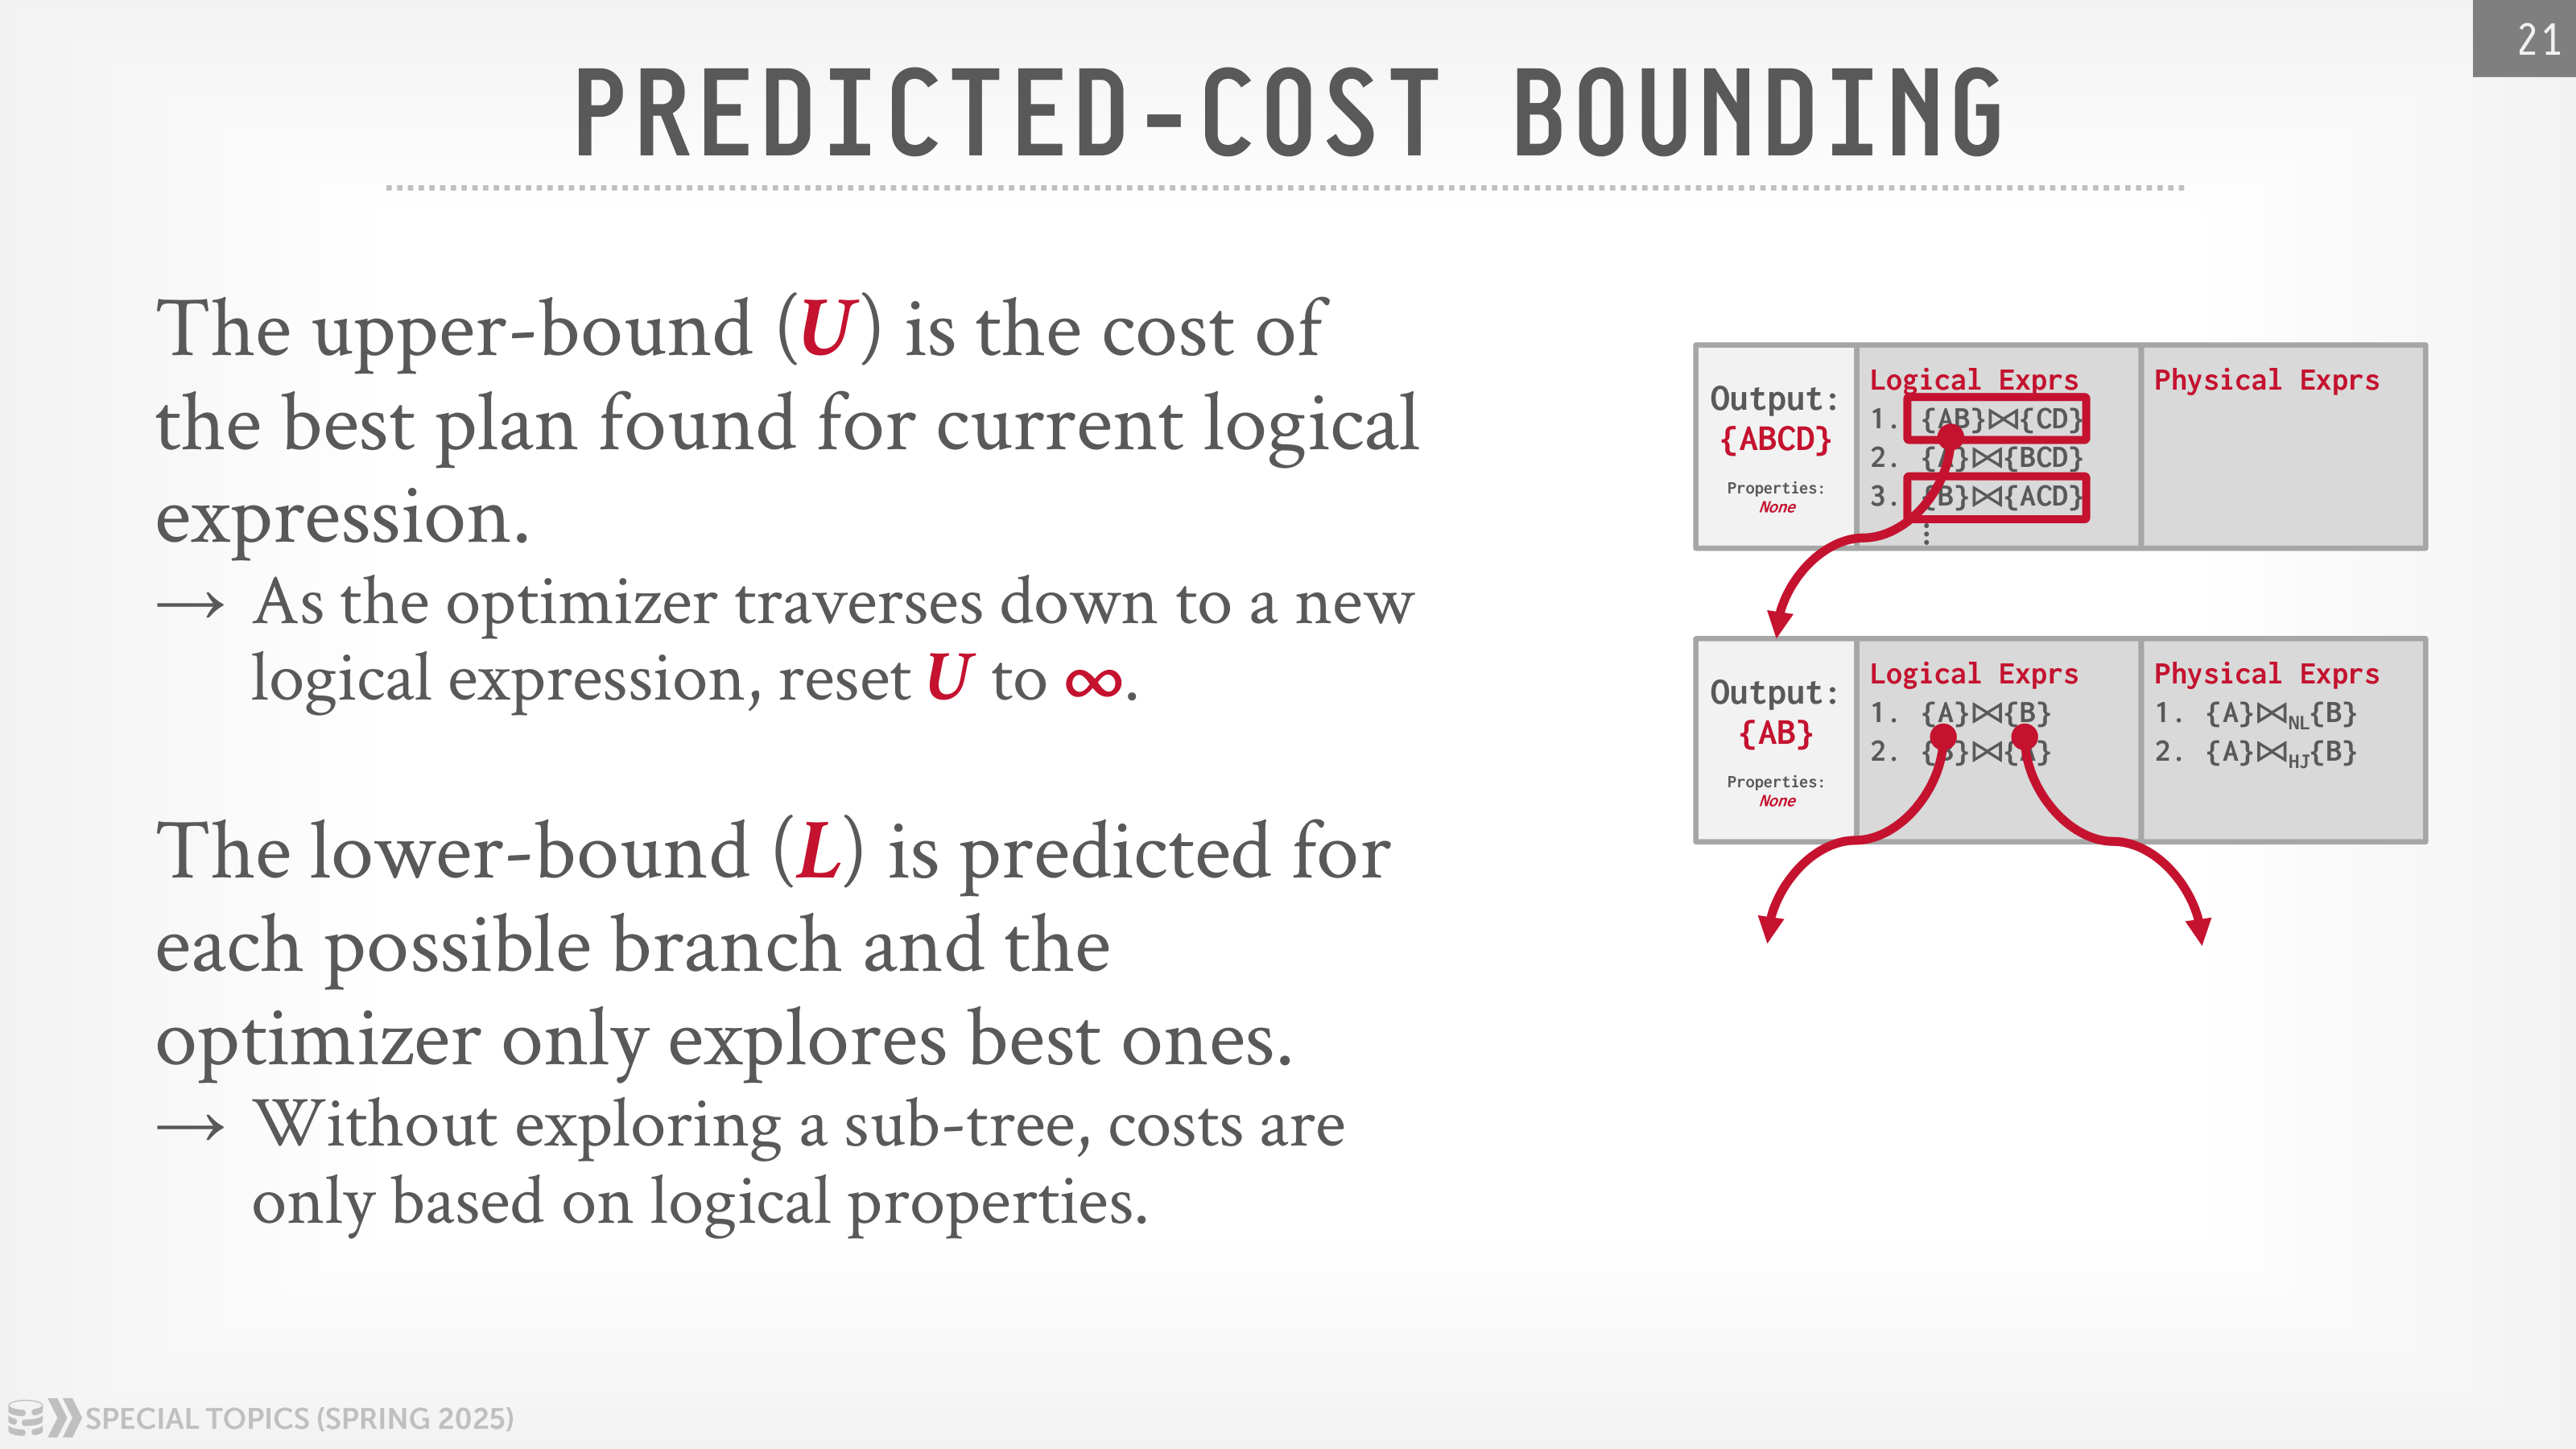 21
PREDICTED-COST BOUNDING
The upper-bound (U) is the cost of
the best plan found for current logical
expression.
→ As the optimizer traverses down to a new
logical expression, reset U to ∞.
The lower-bound (L) is predicted for
each possible branch and the
optimizer only explores best ones.
→ Without exploring a sub-tree, costs are
only based on logical properties.
Output:
{ABCD}
Properties:
None
Logical Exprs
1. {AB}⋈{CD}
2. {A}⋈{BCD}
3. {B}⋈{ACD}
⋮
Physical Exprs
Output:
{AB}
Properties:
None
Logical Exprs
1. {A}⋈{B}
2. {B}⋈{A}
Physical Exprs
1. {A}⋈NL{B}
2. {A}⋈HJ{B}
SPECIAL TOPICS (SPRING 2025)